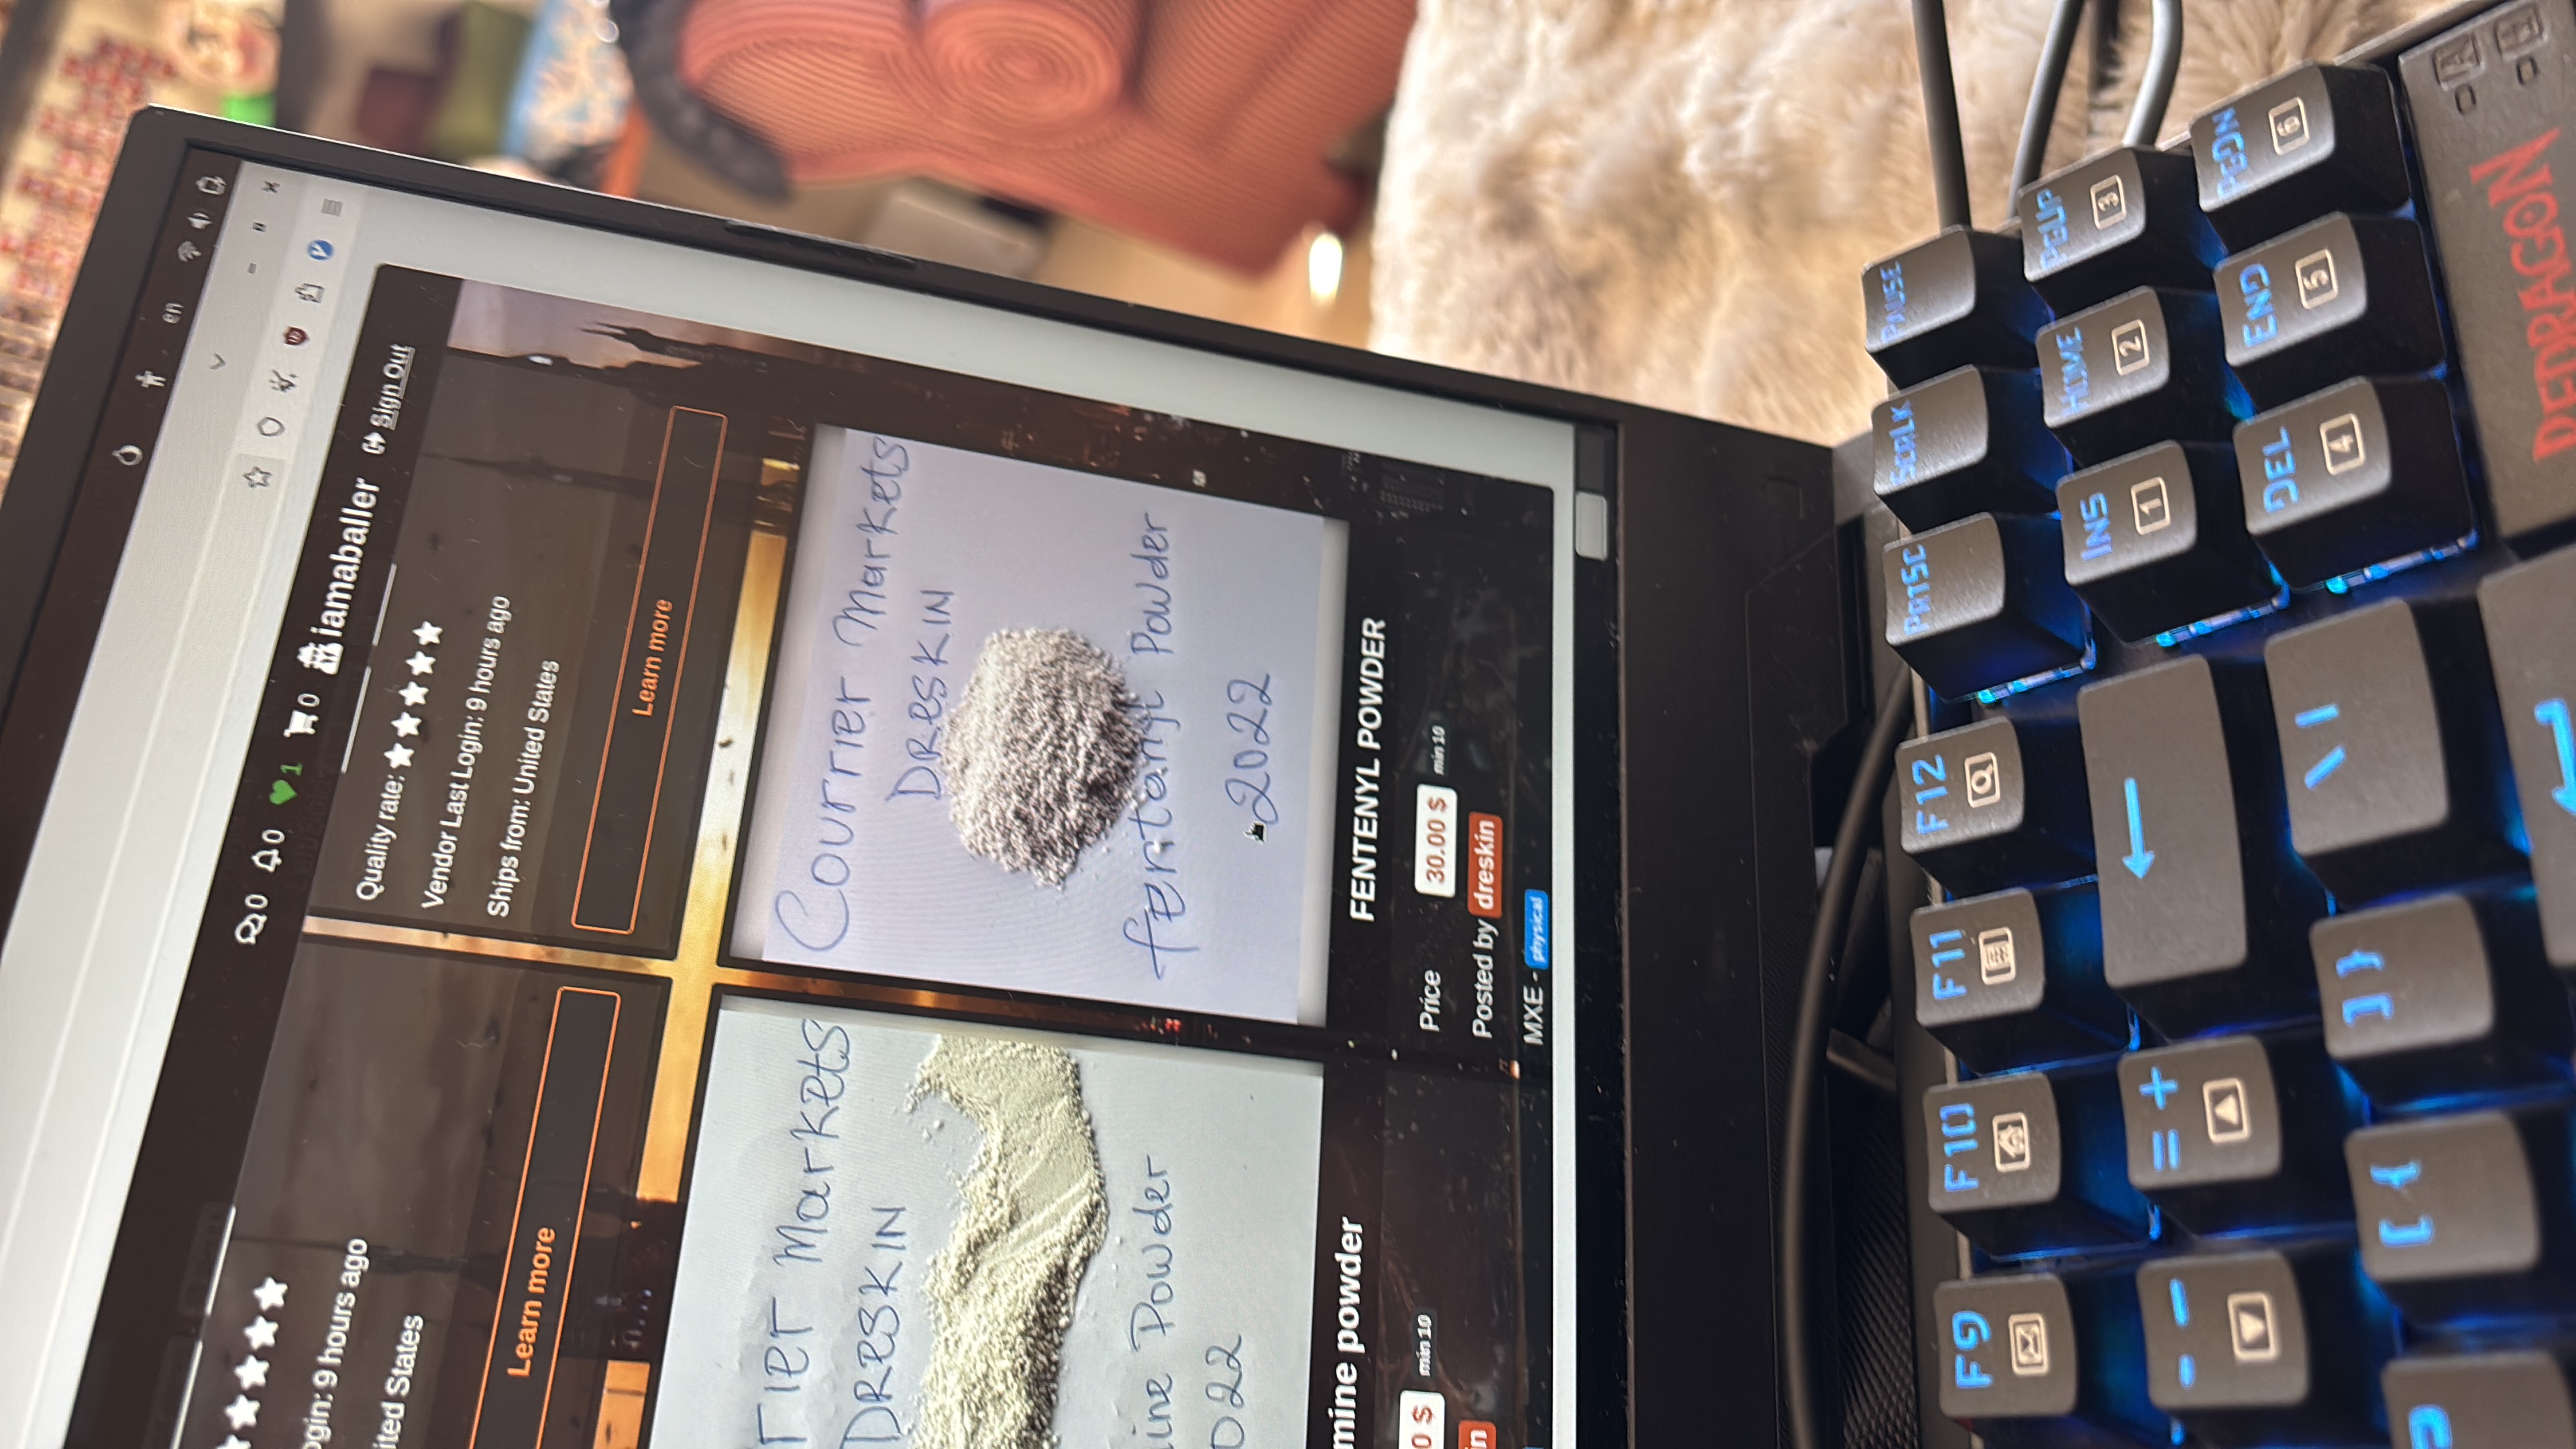 en
0
0
1
0
iamaballer
Sign Out
ogin: 9 hours ago
ited States
Learn more
Quality rate:
Vendor Last Login: 9 hours ago
Ships from: United States
Learn more
rier Markets
DRESKIN
ine Powder
022
mine powder
0 $ min 10
in
Courrier Markets
DRESKIN
fentanyl Powder
2022
FENTENYL POWDER
Price 30.00 $ min 10
Posted by dreskin
MXE - physical
F9 F10 F11 F12 PRTSC SCRLK PAUSE
- = + INS HOME PGUP
1 2 3
[ { ] } \ | DEL END PGDN
4 5 6
REDRAGON
A